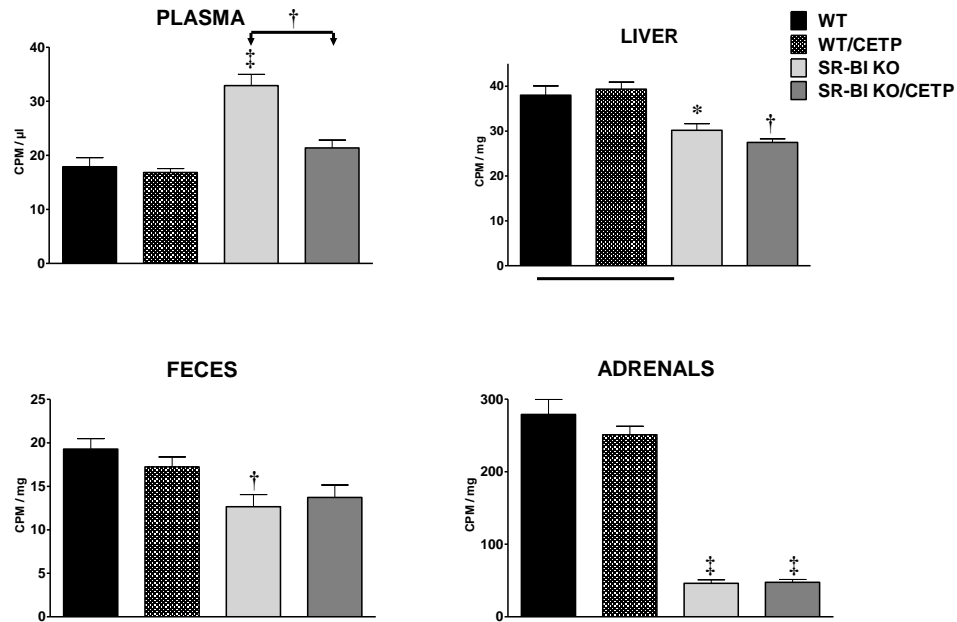 PLASMA
†
‡
40
30
20
10
0
CPM / µl
LIVER
*
†
40
30
20
10
0
CPM / mg
WT
WT/CETP
SR-BI KO
SR-BI KO/CETP
FECES
†
25
20
15
10
5
0
CPM / mg
ADRENALS
‡ ‡
300
200
100
0
CPM / mg